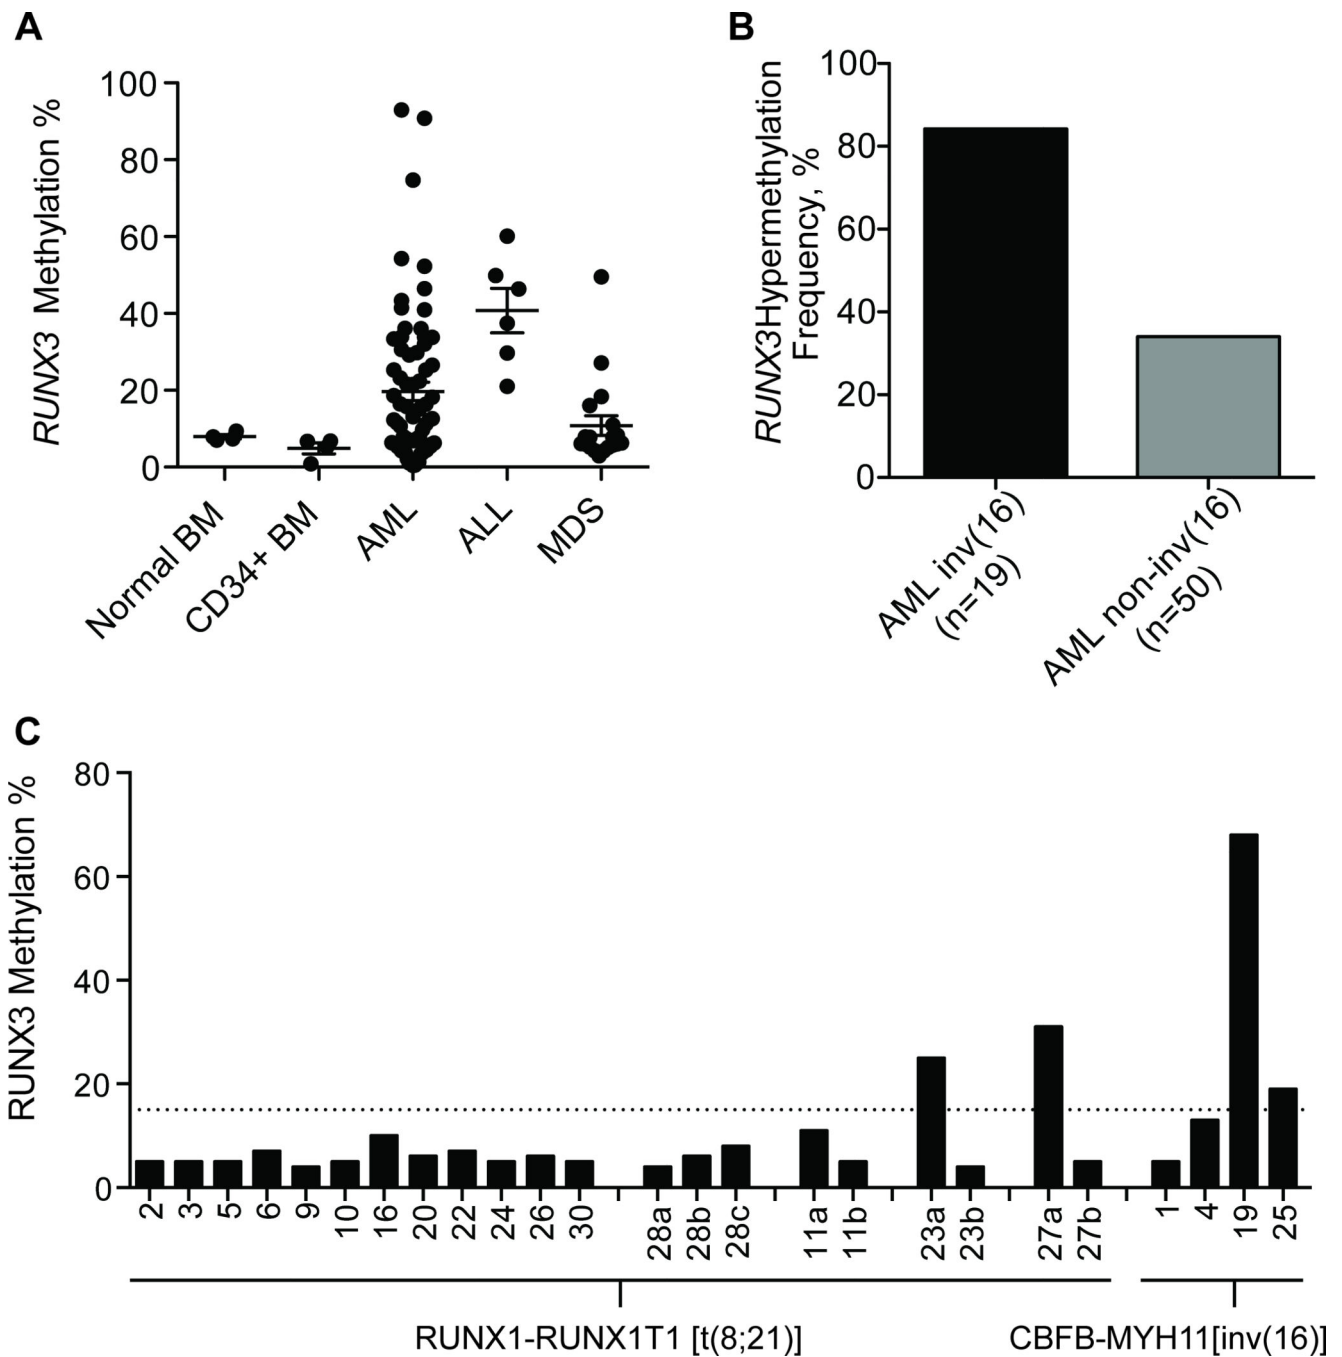 A
RUNX3 Methylation %
100
80
60
40
20
0
Normal BM
CD34+ BM
AML
ALL
MDS
B
RUNX3Hypermethylation
Frequency, %
100
80
60
40
20
0
AML inv(16)
(n=19)
AML non-inv(16)
(n=50)
C
RUNX3 Methylation %
80
60
40
20
0
2 3 5 6 9 10 16 20 22 24 26 30 28a 28b 28c 11a 11b 23a 23b 27a 27b 1 4 19 25
RUNX1-RUNX1T1 [t(8;21)] CBFB-MYH11[inv(16)]